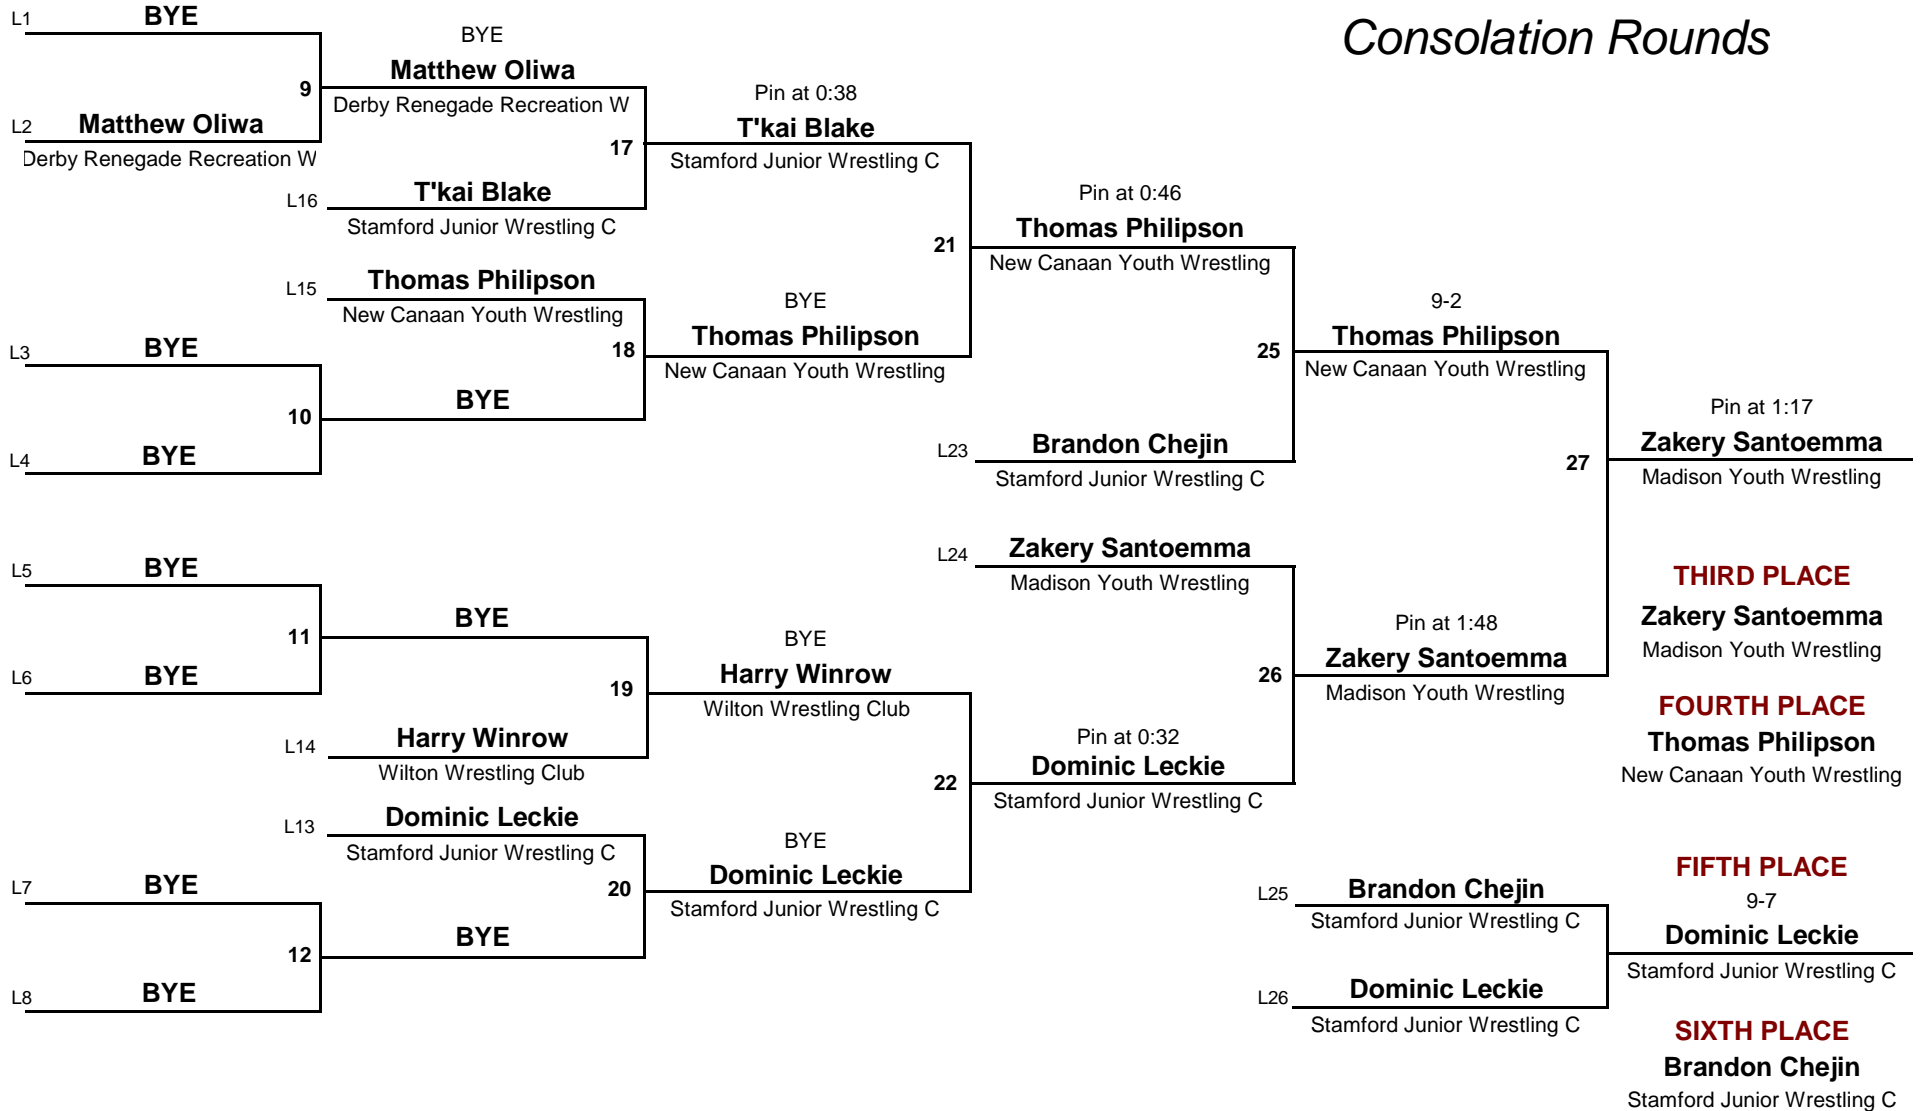 Consolation Rounds
L1
BYE
9
L2
Matthew Oliwa
Derby Renegade Recreation W
BYE
Matthew Oliwa
Derby Renegade Recreation W
17
L16
T'kai Blake
Stamford Junior Wrestling C
Pin at 0:38
T'kai Blake
Stamford Junior Wrestling C
21
L15
Thomas Philipson
New Canaan Youth Wrestling
18
L3
BYE
10
L4
BYE
BYE
BYE
Thomas Philipson
New Canaan Youth Wrestling
Pin at 0:46
Thomas Philipson
New Canaan Youth Wrestling
25
L23
Brandon Chejin
Stamford Junior Wrestling C
9-2
Thomas Philipson
New Canaan Youth Wrestling
27
Pin at 1:17
Zakery Santoemma
Madison Youth Wrestling
L5
BYE
11
L6
BYE
BYE
19
L14
Harry Winrow
Wilton Wrestling Club
BYE
Harry Winrow
Wilton Wrestling Club
22
L13
Dominic Leckie
Stamford Junior Wrestling C
20
L7
BYE
12
L8
BYE
BYE
BYE
Dominic Leckie
Stamford Junior Wrestling C
L24
Zakery Santoemma
Madison Youth Wrestling
26
Pin at 0:32
Dominic Leckie
Stamford Junior Wrestling C
Pin at 1:48
Zakery Santoemma
Madison Youth Wrestling
THIRD PLACE
Zakery Santoemma
Madison Youth Wrestling
FOURTH PLACE
Thomas Philipson
New Canaan Youth Wrestling
L25
Brandon Chejin
Stamford Junior Wrestling C
L26
Dominic Leckie
Stamford Junior Wrestling C
FIFTH PLACE
9-7
Dominic Leckie
Stamford Junior Wrestling C
SIXTH PLACE
Brandon Chejin
Stamford Junior Wrestling C